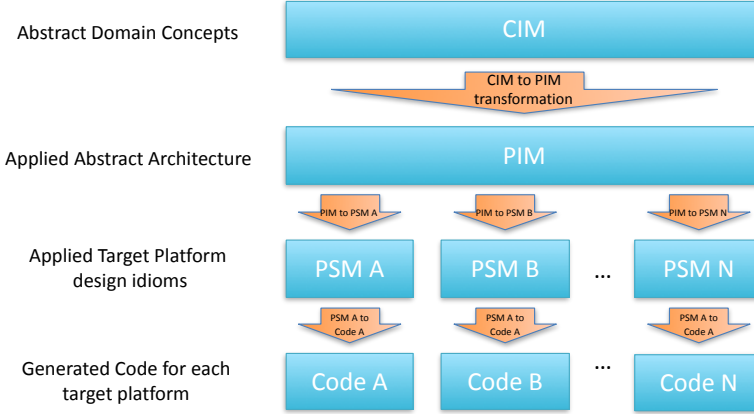 Abstract Domain Concepts
CIM
CIM to PIM
transformation
Applied Abstract Architecture
PIM
PIM to PSM A
PIM to PSM B
PIM to PSM N
Applied Target Platform
design idioms
PSM A
PSM B
...
PSM N
PSM A to
Code A
PSM A to
Code A
PSM A to
Code A
Generated Code for each
target platform
Code A
Code B
...
Code N